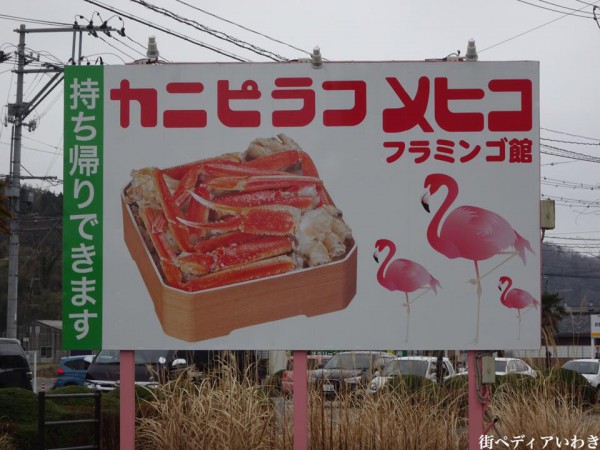 持ち帰りできます
カニピラフ メヒコ
フラミンゴ館
街ペディアいわき